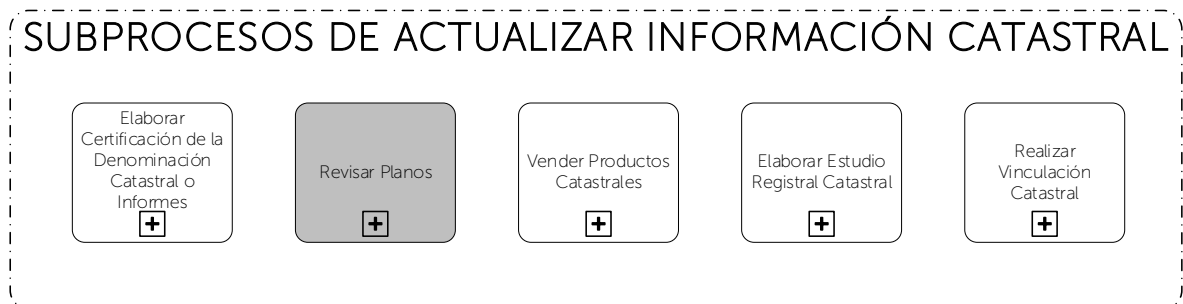 SUBPROCESOS DE ACTUALIZAR INFORMACIÓN CATASTRAL
Elaborar
Certificación de la
Denominación
Catastral o
Informes
Revisar Planos
Vender Productos
Catastrales
Elaborar Estudio
Registral Catastral
Realizar
Vinculación
Catastral